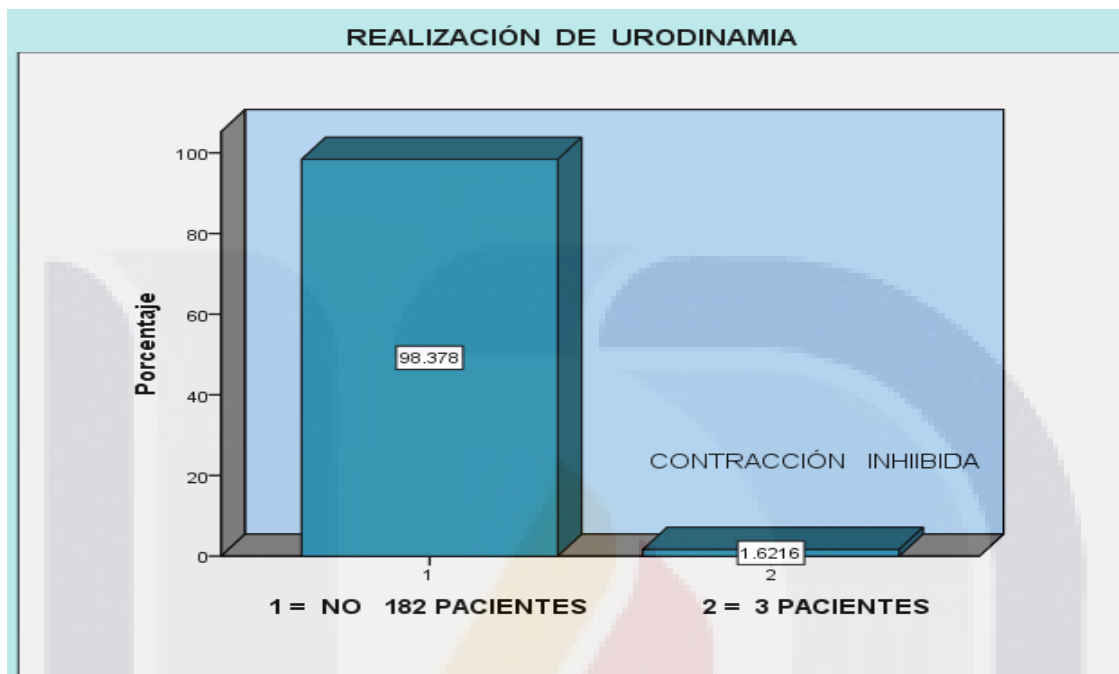 REALIZACIÓN DE URODINAMIA
Porcentaje
100
80
60
40
20
0
98.378
CONTRACCIÓN INHIIBIDA
1.6216
1 2
1 = NO 182 PACIENTES 2 = 3 PACIENTES